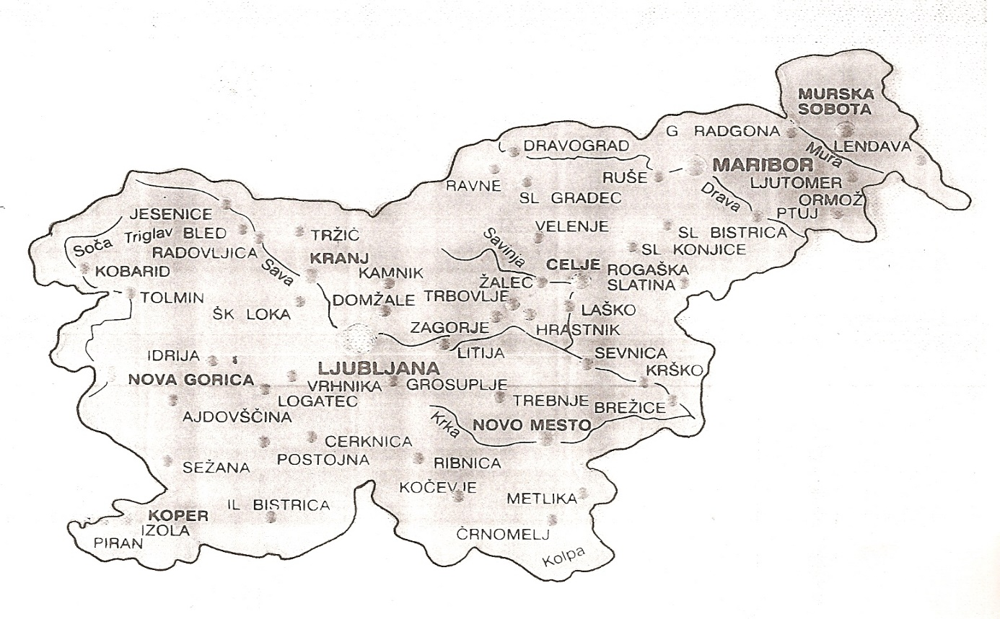 MURSKA
SOBOTA
G RADGONA
LENDAVA
Mura
DRAVOGRAD
MARIBOR
RUŠE
LJUTOMER
RAVNE
SL GRADEC
Drava
ORMOŽ
PTUJ
JESENICE
VELENJE
SL BISTRICA
Soča
Triglav
BLED
TRŽIČ
RADOVLJICA
Savinja
SL KONJICE
KRANJ
Sava
KOBARID
KAMNIK
CELJE
ROGAŠKA
SLATINA
ŽALEC
TOLMIN
DOMŽALE
TRBOVLJE
ŠK LOKA
LAŠKO
ZAGORJE
HRASTNIK
IDRIJA
LITIJA
SEVNICA
LJUBLJANA
KRŠKO
NOVA GORICA
VRHNIKA
GROSUPLJE
LOGATEC
TREBNJE
BREŽICE
AJDOVŠČINA
Krka
NOVO MESTO
CERKNICA
POSTOJNA
RIBNICA
SEŽANA
KOČEVJE
METLIKA
IL BISTRICA
KOPER
IZOLA
PIRAN
ČRNOMELJ
Kolpa